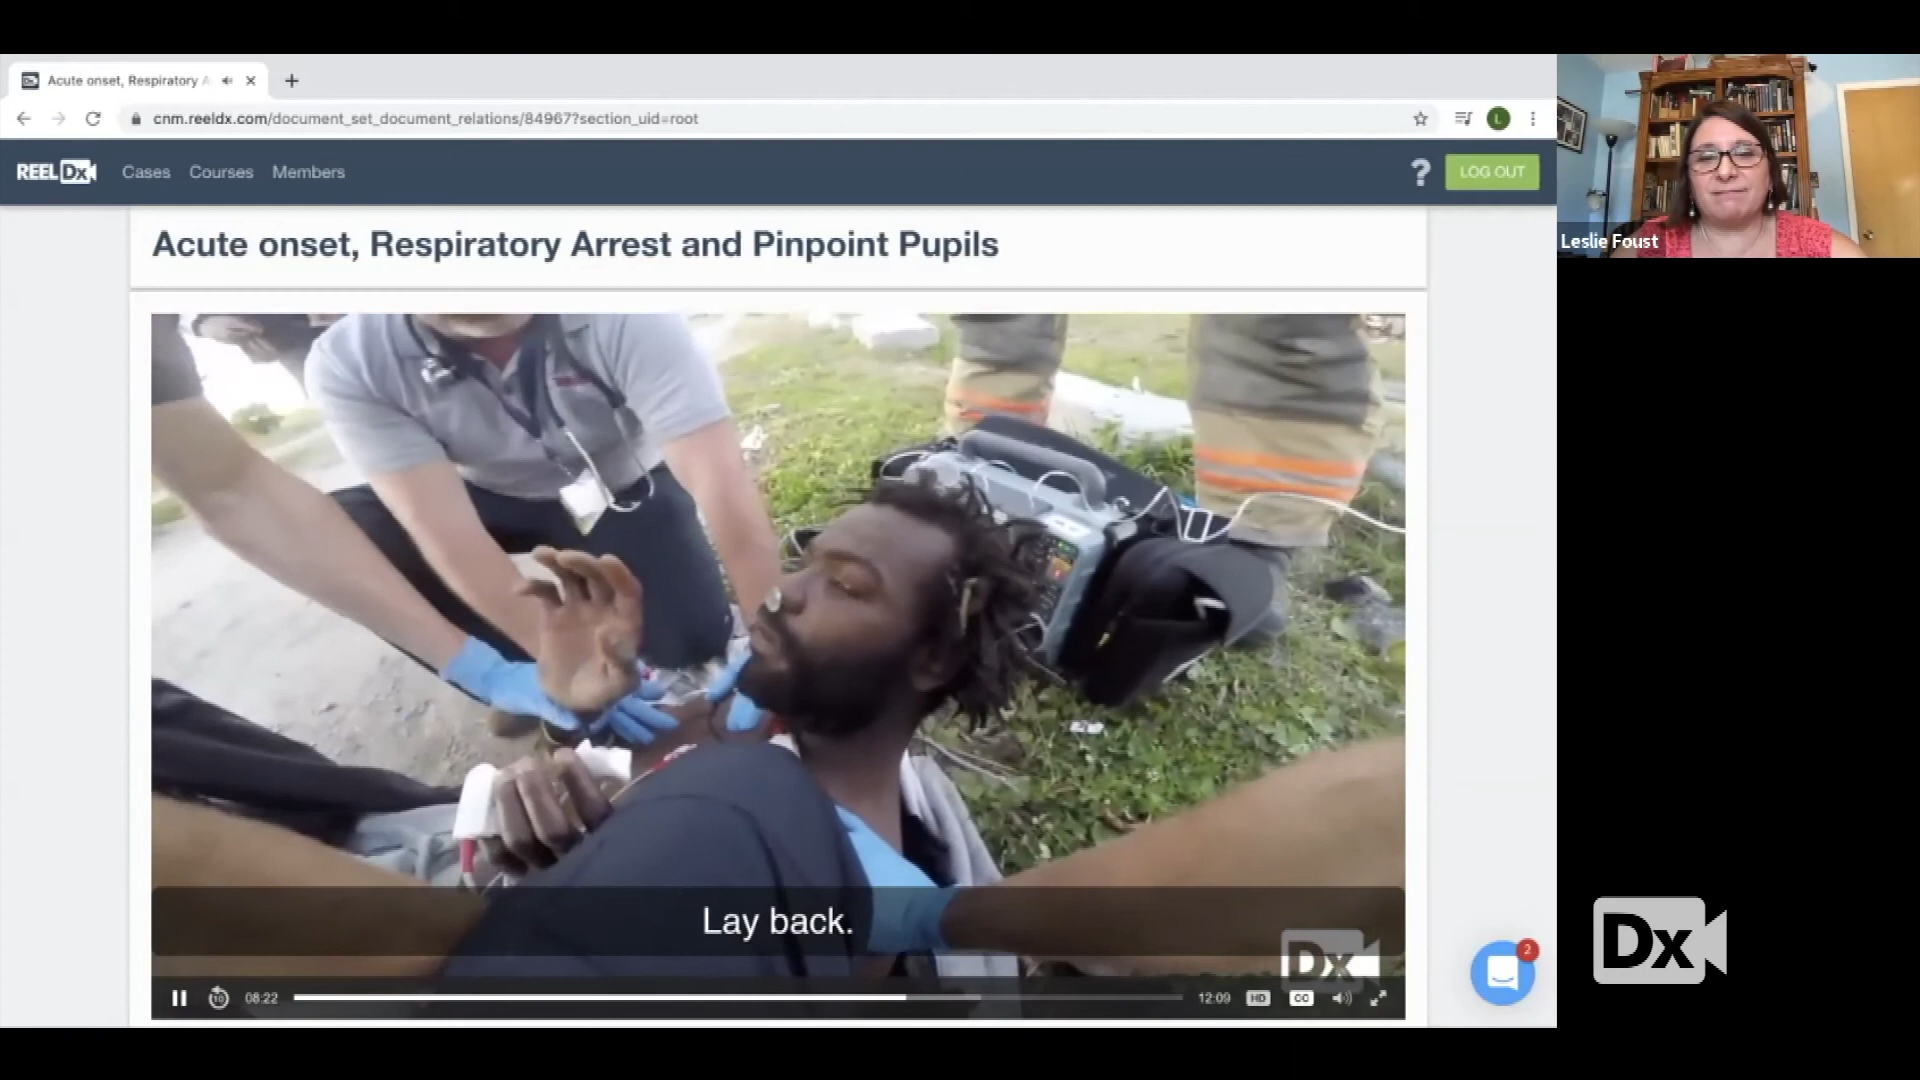 Acute onset, Respiratory A
cnm.reeldx.com/document_set_document_relations/84967?section_uid=root
L
REEL Dx
Cases Courses Members
? LOG OUT
Leslie Foust
Acute onset, Respiratory Arrest and Pinpoint Pupils
Lay back.
Dx
10 08:22 12:09 HD CC
2
Dx